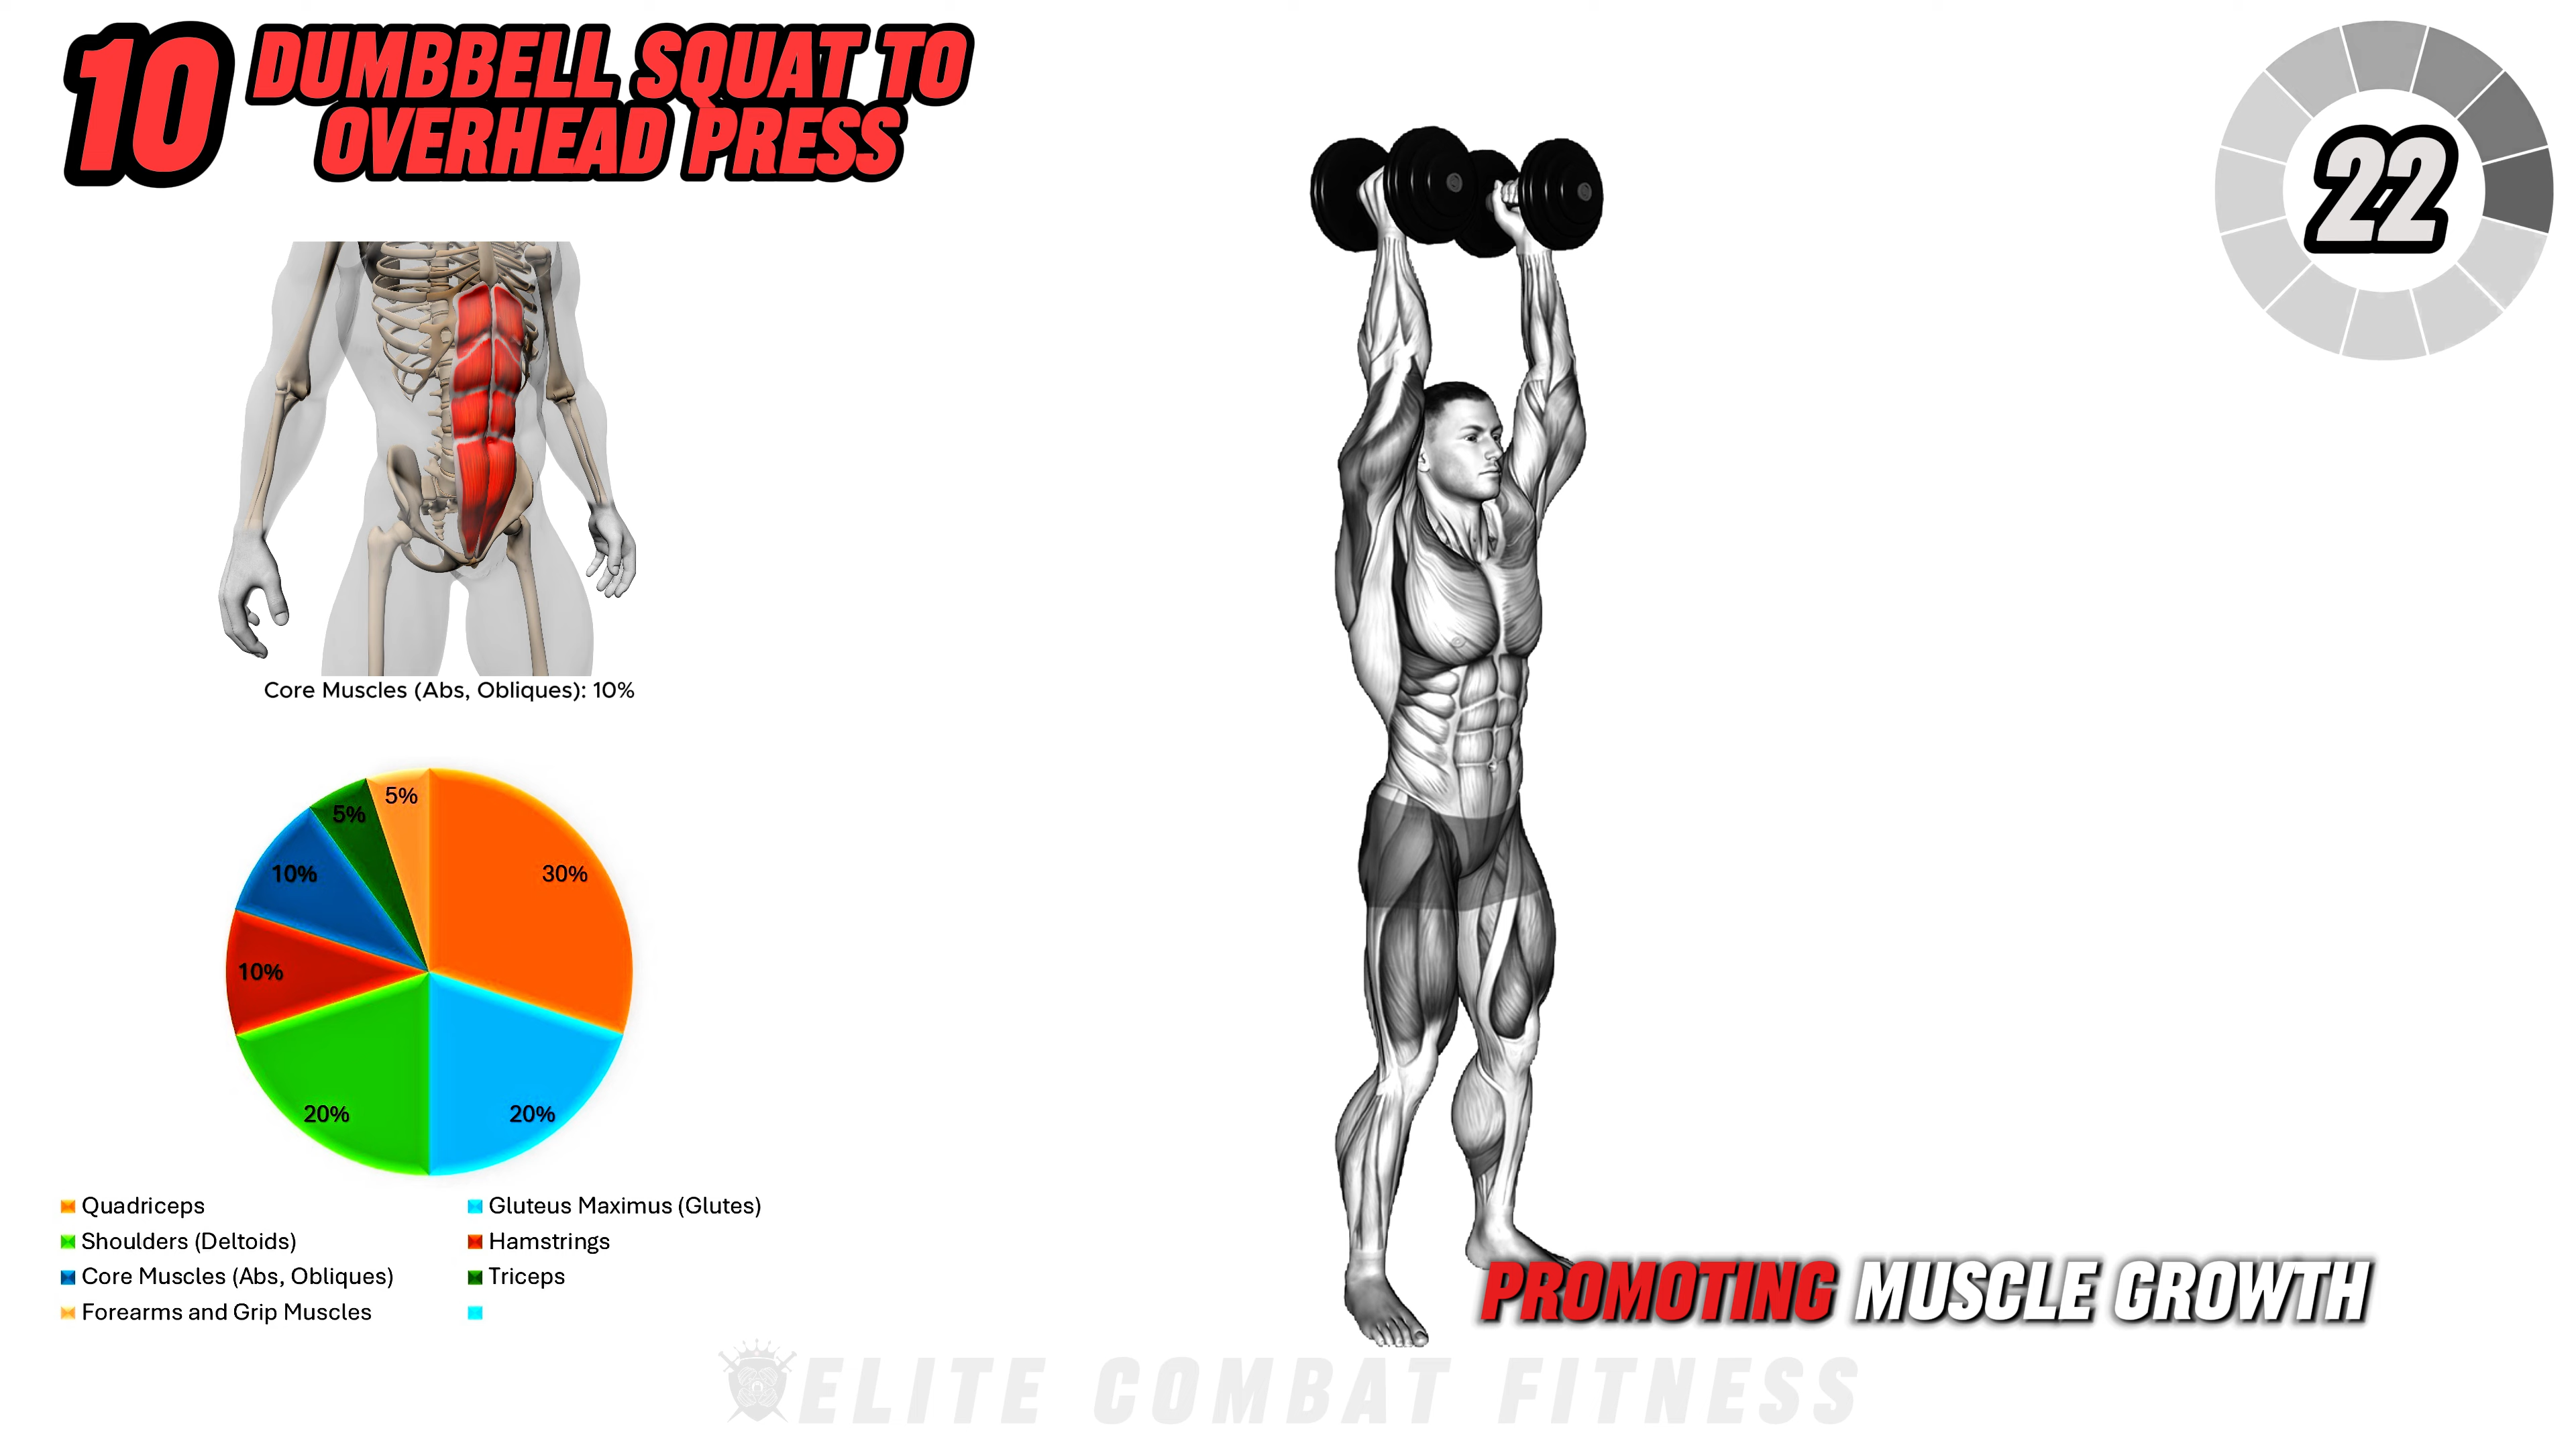 10
DUMBBELL SQUAT TO
OVERHEAD PRESS
22
Core Muscles (Abs, Obliques): 10%
5%
5%
10%
30%
10%
20%
20%
Quadriceps
Gluteus Maximus (Glutes)
Shoulders (Deltoids)
Hamstrings
Core Muscles (Abs, Obliques)
Triceps
Forearms and Grip Muscles
PROMOTING MUSCLE GROWTH
ELITE COMBAT FITNESS